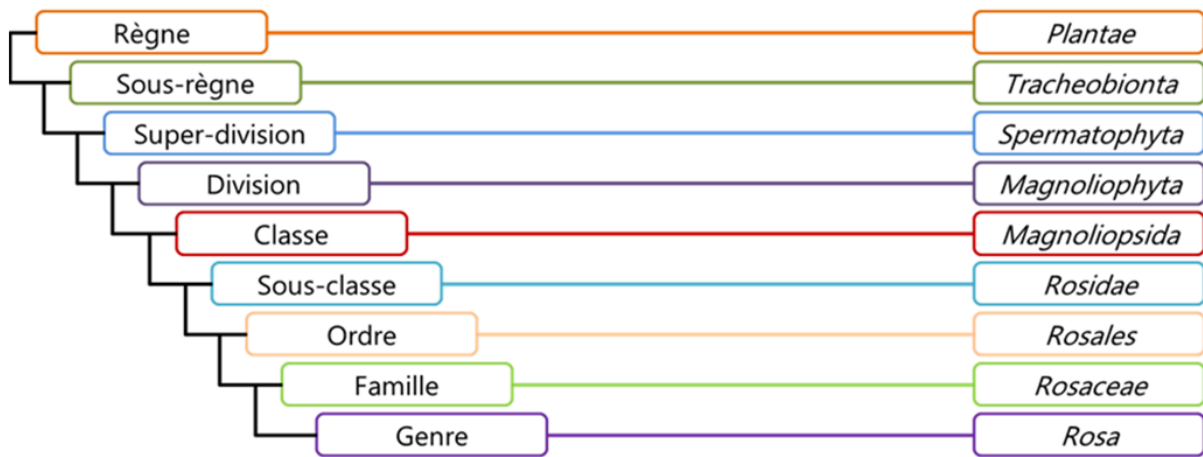 Règne Plantae
Sous-règne Tracheobionta
Super-division Spermatophyta
Division Magnoliophyta
Classe Magnoliopsida
Sous-classe Rosidae
Ordre Rosales
Famille Rosaceae
Genre Rosa